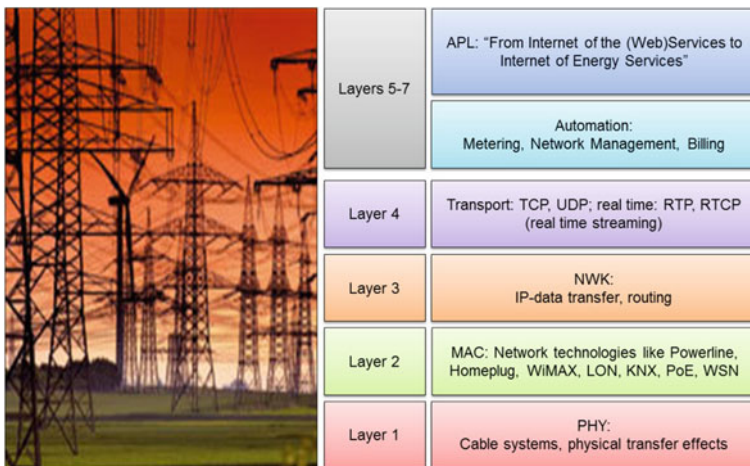 Layers 5-7
APL: “From Internet of the (Web)Services to
Internet of Energy Services”
Automation:
Metering, Network Management, Billing
Layer 4
Transport: TCP, UDP; real time: RTP, RTCP
(real time streaming)
Layer 3
NWK:
IP-data transfer, routing
Layer 2
MAC: Network technologies like Powerline,
Homeplug, WiMAX, LON, KNX, PoE, WSN
Layer 1
PHY:
Cable systems, physical transfer effects